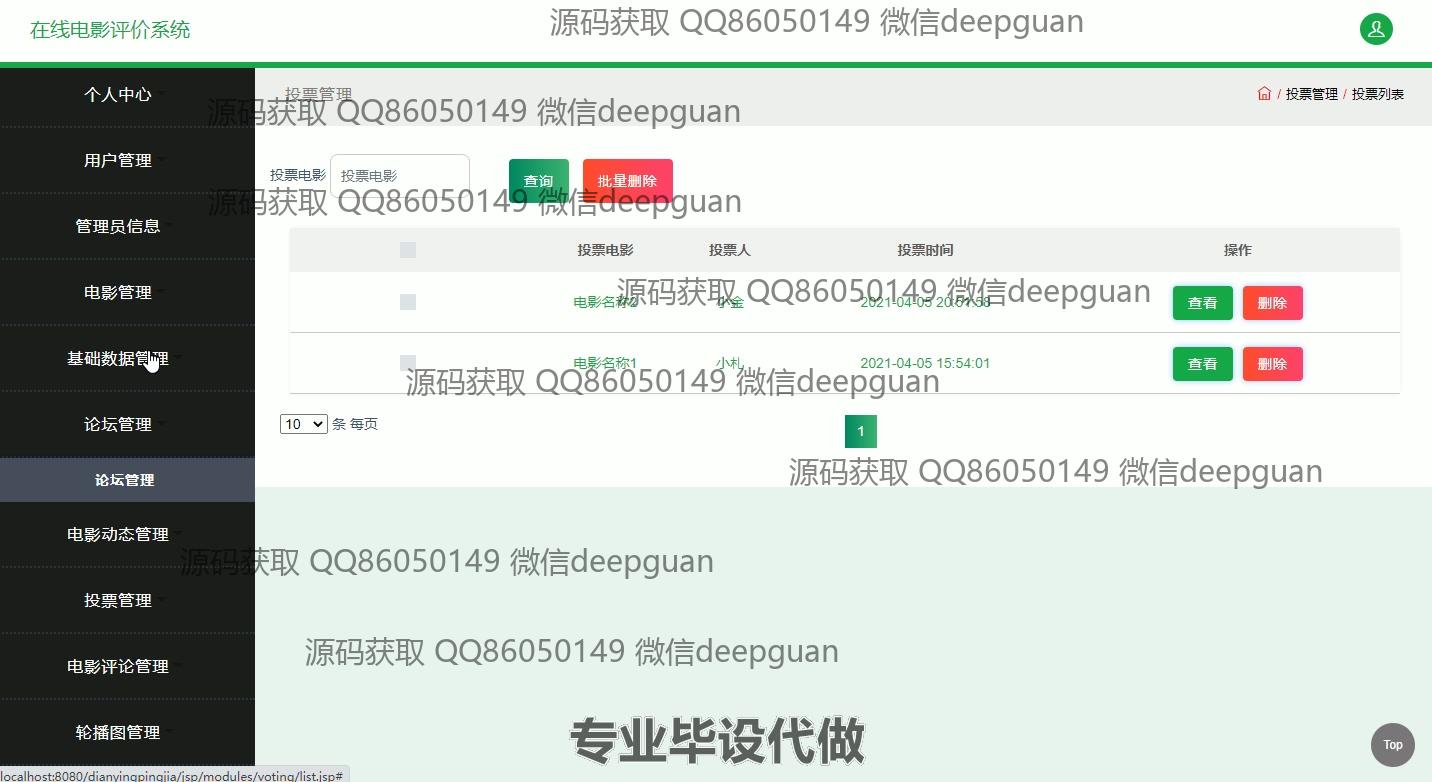 在线电影评价系统
源码获取 QQ86050149 微信deepguan
个人中心
投票管理
/ 投票管理 / 投票列表
源码获取 QQ86050149 微信deepguan
用户管理
投票电影 投票电影 查询 批量删除
源码获取 QQ86050149 微信deepguan
管理员信息
投票电影 投票人 投票时间 操作
电影管理
源码获取 QQ86050149 微信deepguan
电影名称2 小金 2021-04-05 20:51:58 查看 删除
基础数据管理
电影名称1 小札 2021-04-05 15:54:01 查看 删除
源码获取 QQ86050149 微信deepguan
论坛管理
10 条 每页 1
论坛管理
源码获取 QQ86050149 微信deepguan
电影动态管理
源码获取 QQ86050149 微信deepguan
投票管理
源码获取 QQ86050149 微信deepguan
电影评论管理
轮播图管理
专业毕设代做
Top
localhost:8080/dianyingpingjia/jsp/modules/voting/list.jsp#